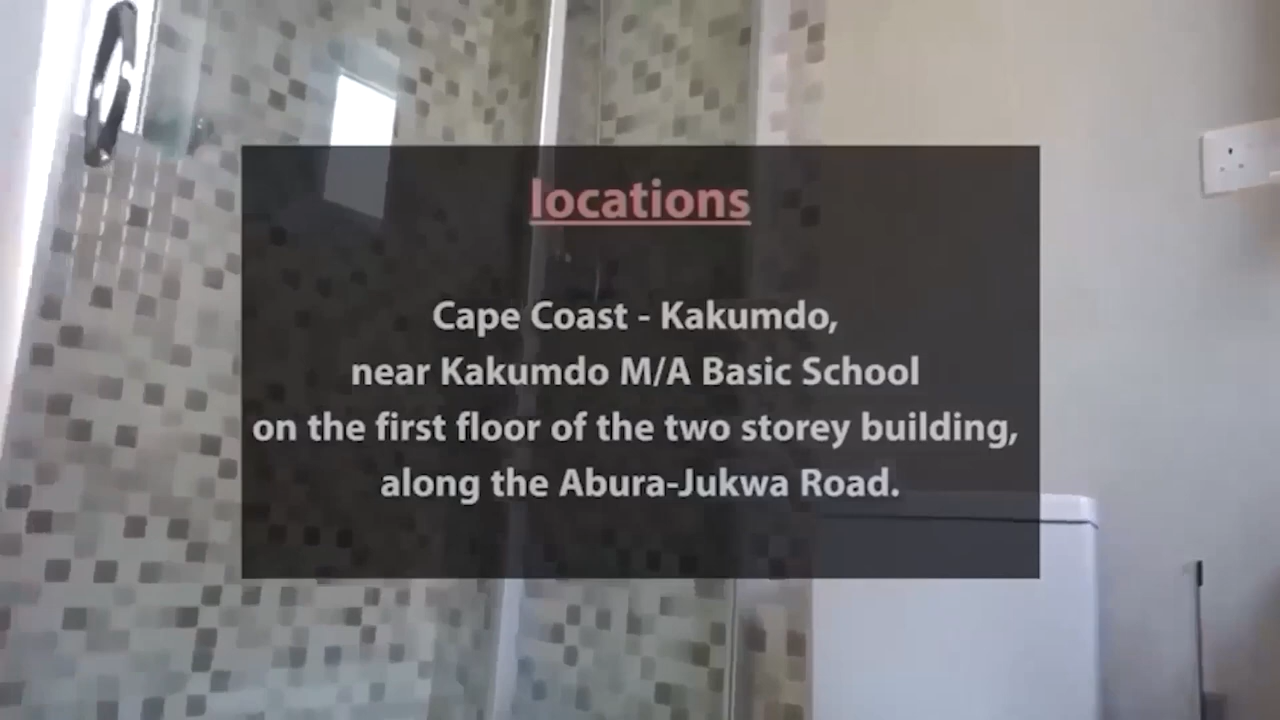 locations
Cape Coast - Kakumdo,
near Kakumdo M/A Basic School
on the first floor of the two storey building,
along the Abura-Jukwa Road.